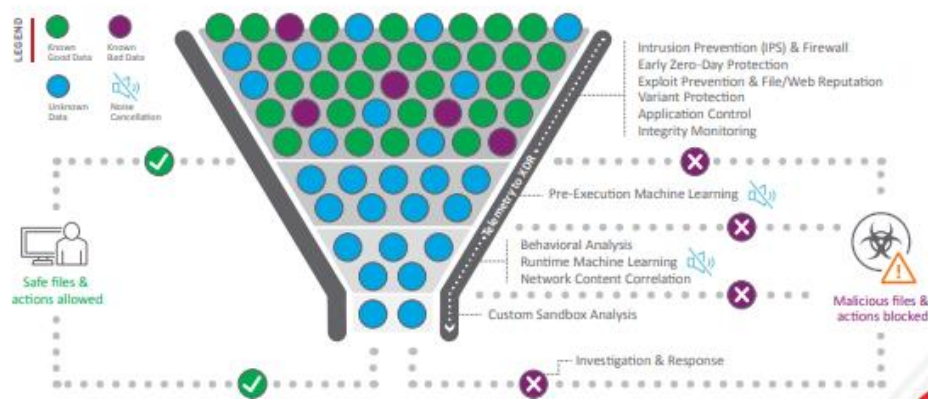 LEGEND
Known
Good Data
Known
Bad Data
Unknown
Data
Noise
Cancellation
Intrusion Prevention (IPS) & Firewall
Early Zero-Day Protection
Exploit Prevention & File/Web Reputation
Variant Protection
Application Control
Integrity Monitoring
Telemetry to XDR
Pre-Execution Machine Learning
Behavioral Analysis
Runtime Machine Learning
Network Content Correlation
Safe files &
actions allowed
Malicious files &
actions blocked
Custom Sandbox Analysis
Investigation & Response